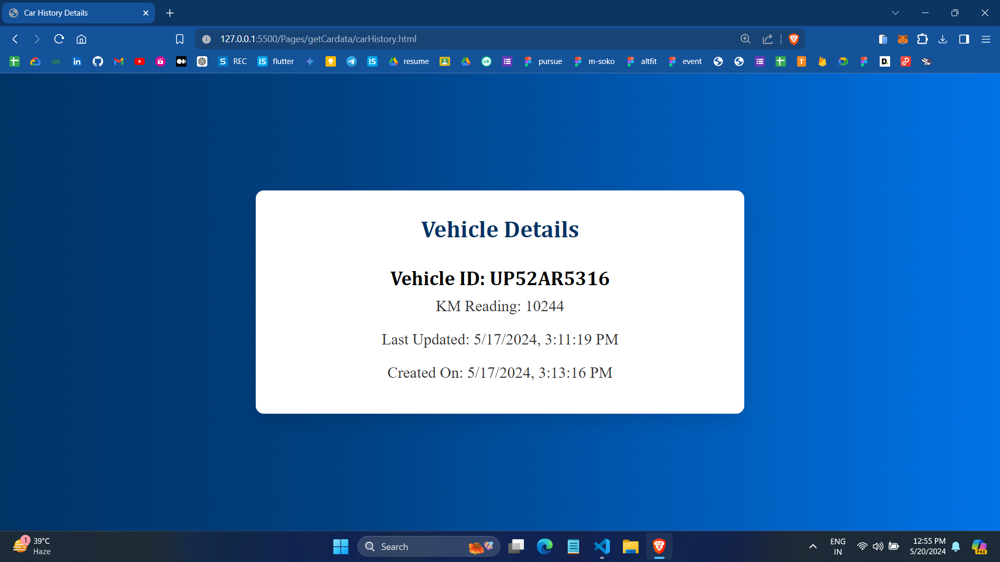 Car History Details
127.0.0.1:5500/Pages/getCardata/carHistory.html
REC flutter resume pursue m-soko altfit event
Vehicle Details
Vehicle ID: UP52AR5316
KM Reading: 10244
Last Updated: 5/17/2024, 3:11:19 PM
Created On: 5/17/2024, 3:13:16 PM
1
39°C
Haze
Search
ENG
IN
12:55 PM
5/20/2024
PRE